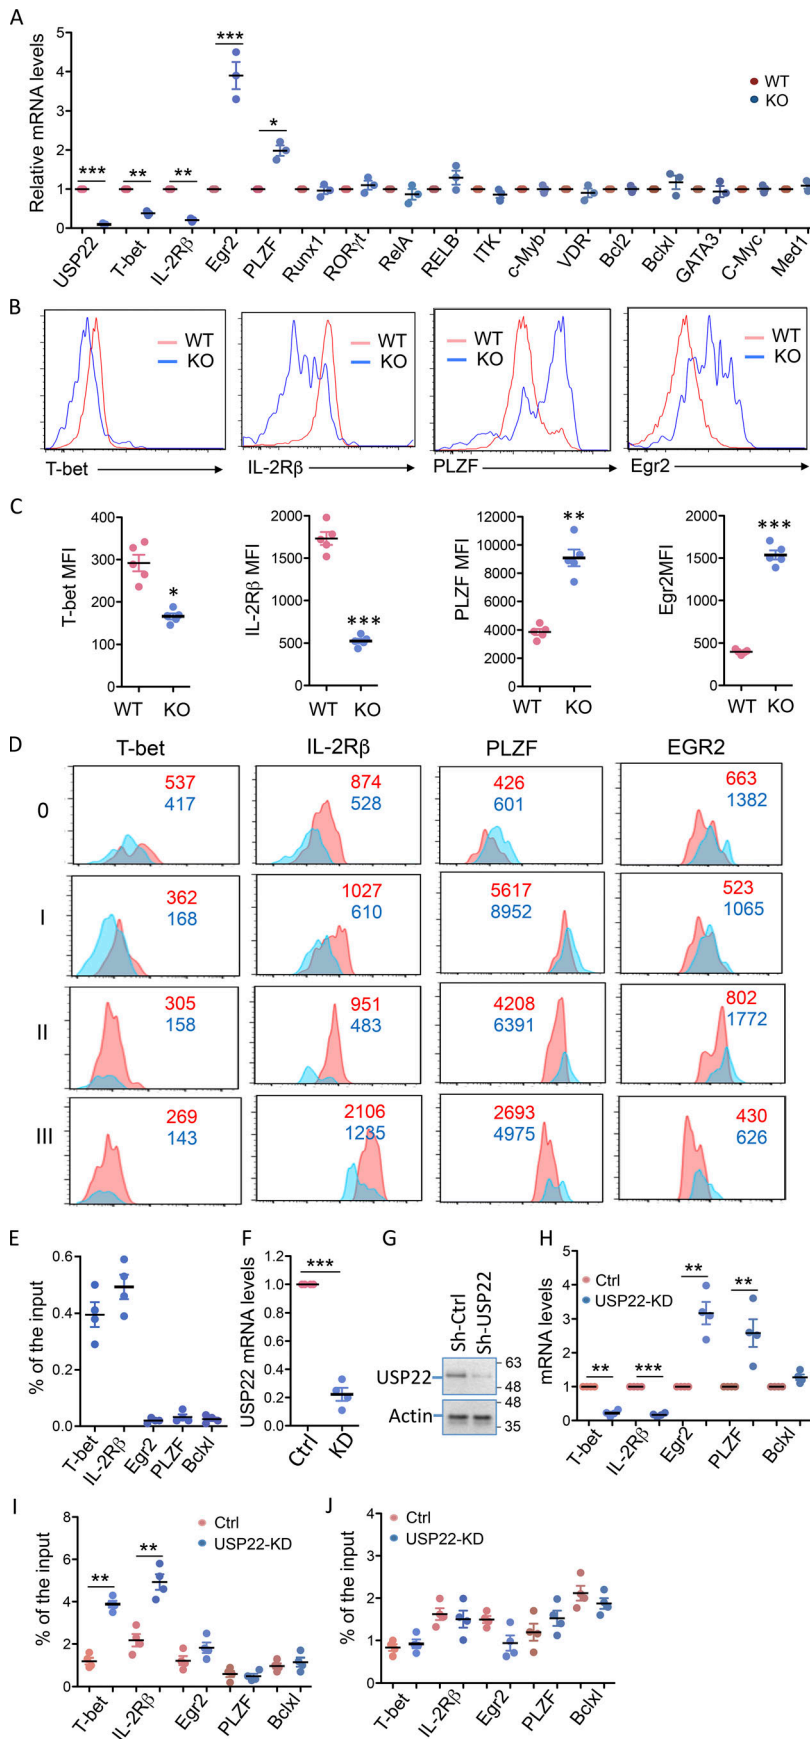 A
Relative mRNA levels
5
4
3
2
1
0
***
**
**
***
*
WT
KO
USP22
T-bet
IL-2Rβ
Egr2
PLZF
Runx1
RORγt
RelA
RELB
ITK
c-Myb
VDR
Bcl2
Bclxl
GATA3
C-Myc
Med1
B
WT
KO
WT
KO
WT
KO
WT
KO
T-bet
IL-2Rβ
PLZF
Egr2
C
T-bet MFI
400
300
200
100
0
*
WT KO
IL-2Rβ MFI
2000
1500
1000
500
0
***
WT KO
PLZF MFI
12000
10000
8000
6000
4000
2000
0
**
WT KO
Egr2MFI
2000
1500
1000
500
0
***
WT KO
D
T-bet IL-2Rβ PLZF EGR2
0
537
417
874
528
426
601
663
1382
I
362
168
1027
610
5617
8952
523
1065
II
305
158
951
483
4208
6391
802
1772
III
269
143
2106
1235
2693
4975
430
626
E
% of the input
0.6
0.4
0.2
0.0
T-bet
IL-2Rβ
Egr2
PLZF
Bclxl
F
USP22 mRNA levels
1.2
1.0
0.8
0.6
0.4
0.2
0.0
***
Ctrl
KD
G
Sh-Ctrl
Sh-USP22
USP22
63
48
Actin
48
35
H
mRNA levels
5
4
3
2
1
0
Ctrl
USP22-KD
**
***
**
**
T-bet
IL-2Rβ
Egr2
PLZF
Bclxl
I
% of the input
8
6
4
2
0
Ctrl
USP22-KD
**
**
T-bet
IL-2Rβ
Egr2
PLZF
Bclxl
J
% of the input
4
3
2
1
0
Ctrl
USP22-KD
T-bet
IL-2Rβ
Egr2
PLZF
Bclxl